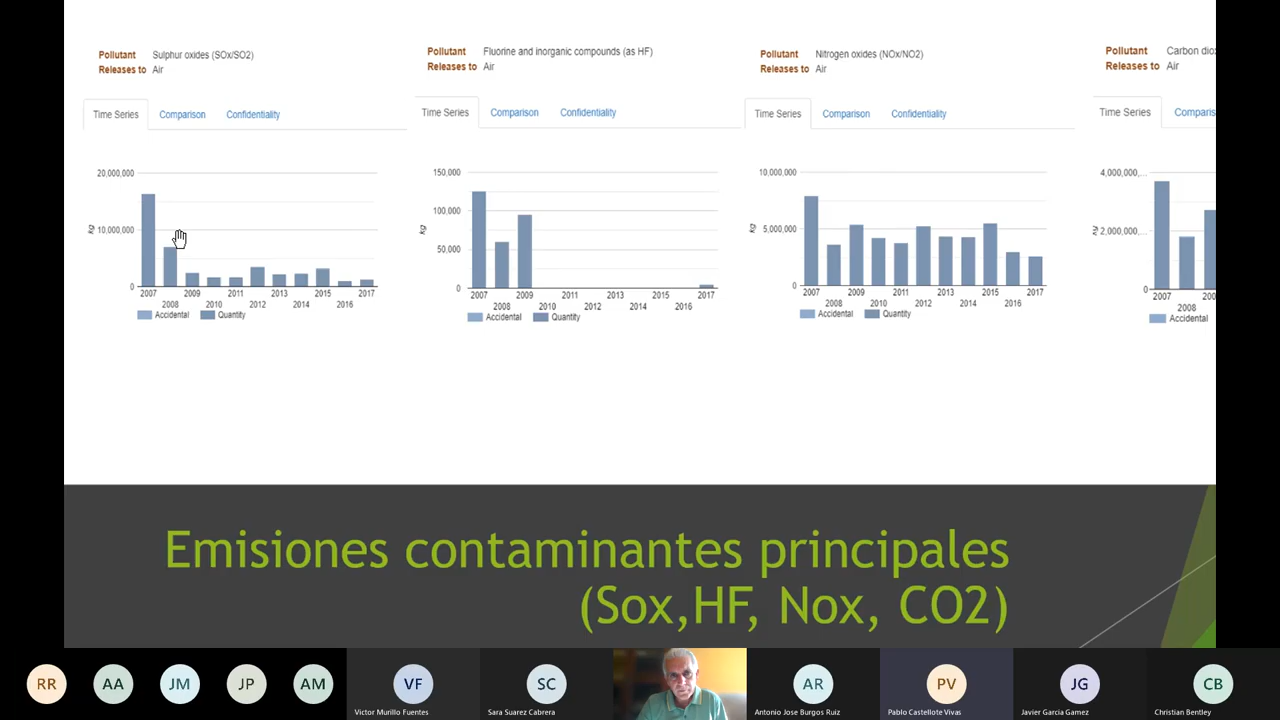 Pollutant Sulphur oxides (SOx/SO2)
Releases to Air
Time Series Comparison Confidentiality
20,000,000
10,000,000
0
kg
2007 2008 2009 2010 2011 2012 2013 2014 2015 2016 2017
Accidental Quantity
Pollutant Fluorine and inorganic compounds (as HF)
Releases to Air
Time Series Comparison Confidentiality
150,000
100,000
50,000
0
kg
2007 2008 2009 2010 2011 2012 2013 2014 2015 2016 2017
Accidental Quantity
Pollutant Nitrogen oxides (NOx/NO2)
Releases to Air
Time Series Comparison Confidentiality
10,000,000
5,000,000
0
kg
2007 2008 2009 2010 2011 2012 2013 2014 2015 2016 2017
Accidental Quantity
Pollutant Carbon
Releases to Air
Time Series
4,000,000,...
2,000,000,...
0
kg
2007 2008
Accidental
Emisiones contaminantes principales
(Sox,HF, Nox, CO2)
RR AA JM JP AM VF SC AR PV JG CB
Victor Murillo Fuentes
Sara Suarez Cabrera
Antonio Jose Burgos Ruiz
Pablo Castellote Vivas
Javier Garcia Gamez
Christian Bentley